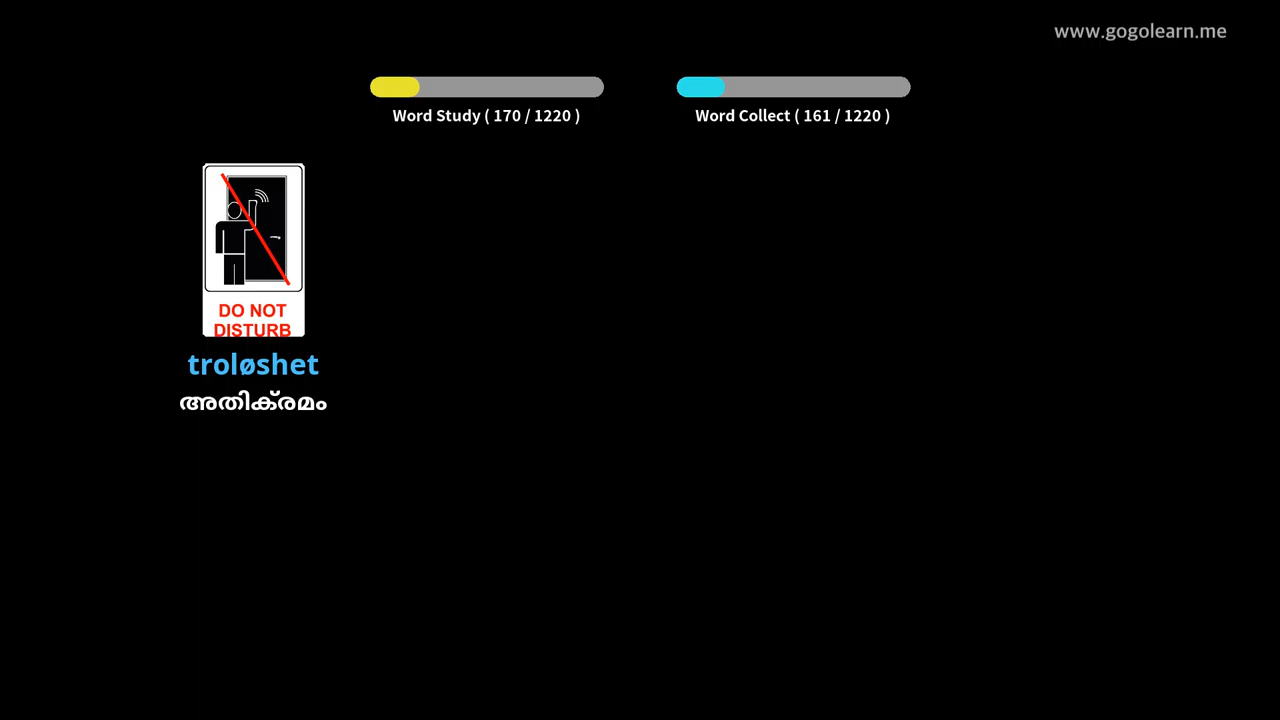 www.gogolearn.me
Word Study ( 170 / 1220 )
Word Collect ( 161 / 1220 )
DO NOT
DISTURB
troløshet
അതിക്രമം